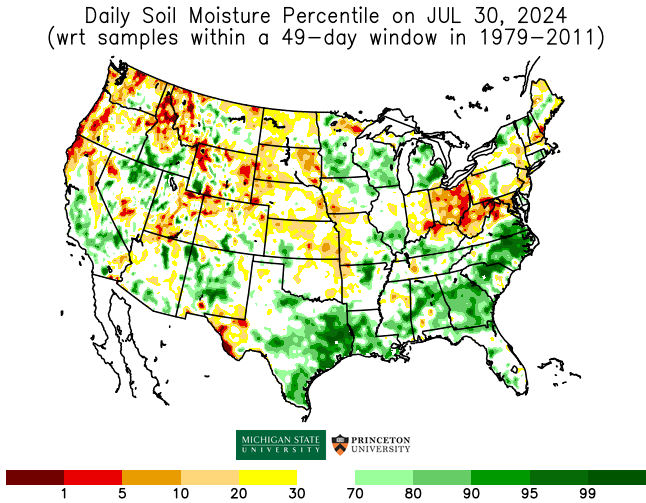 Daily Soil Moisture Percentile on JUL 30, 2024
(wrt samples within a 49-day window in 1979-2011)
MICHIGAN STATE
UNIVERSITY
PRINCETON
UNIVERSITY
1 5 10 20 30 70 80 90 95 99